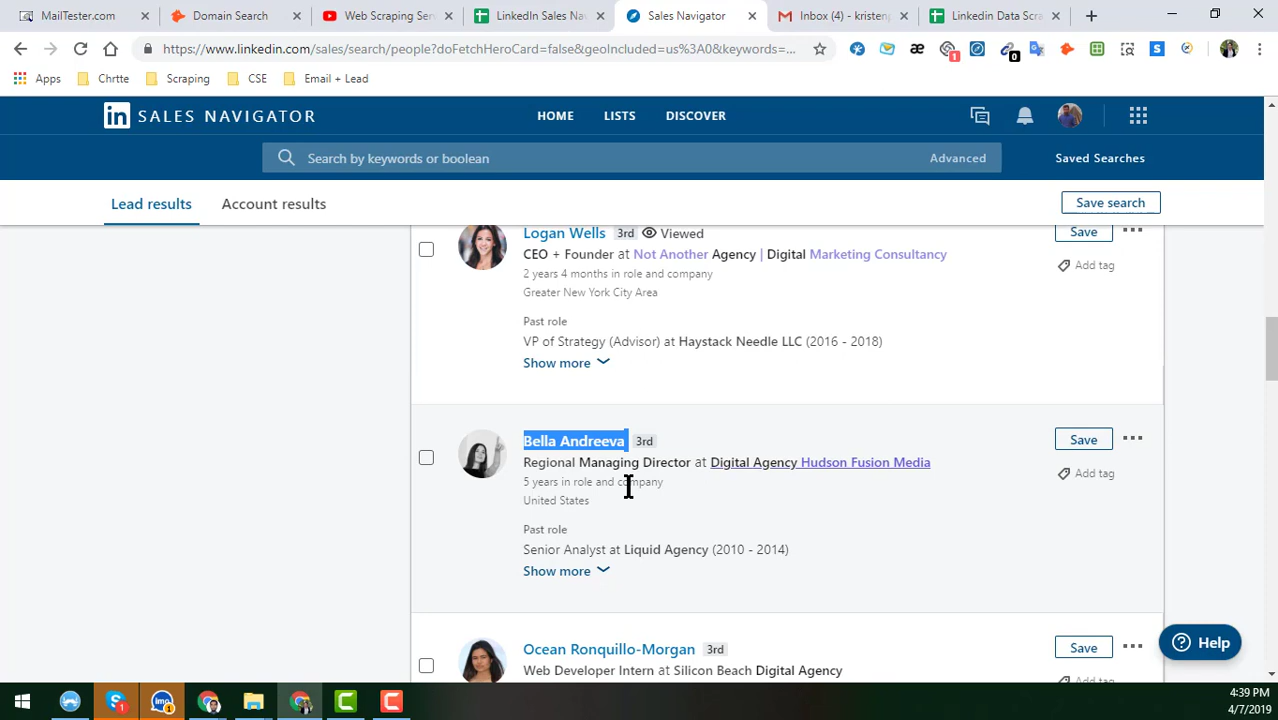 MailTester.com
Domain Search
Web Scraping Ser
LinkedIn Sales Na
Sales Navigator
Inbox (4) - kristenp
Linkedin Data Scra
https://www.linkedin.com/sales/search/people?doFetchHeroCard=false&geoIncluded=us%3A0&keywords=...
1
0
Apps
Chrtte
Scraping
CSE
Email + Lead
in SALES NAVIGATOR
HOME
LISTS
DISCOVER
Search by keywords or boolean
Advanced
Saved Searches
Lead results
Account results
Save search
Logan Wells 3rd Viewed
Save
CEO + Founder at Not Another Agency | Digital Marketing Consultancy
Add tag
2 years 4 months in role and company
Greater New York City Area
Past role
VP of Strategy (Advisor) at Haystack Needle LLC (2016 - 2018)
Show more
Bella Andreeva 3rd
Save
Regional Managing Director at Digital Agency Hudson Fusion Media
Add tag
5 years in role and company
United States
Past role
Senior Analyst at Liquid Agency (2010 - 2014)
Show more
Help
Ocean Ronquillo-Morgan 3rd
Save
Web Developer Intern at Silicon Beach Digital Agency
Add tag
4:39 PM
4/7/2019